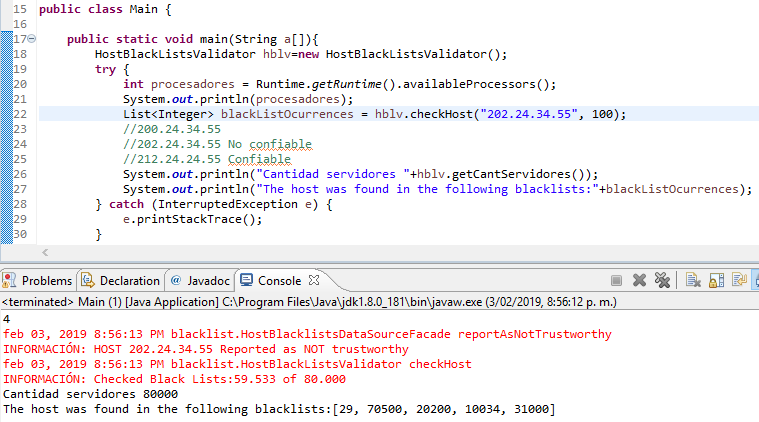 15 public class Main {
16
17 public static void main(String a[]){
18 HostBlackListsValidator hblv=new HostBlackListsValidator();
19 try {
20 int procesadores = Runtime.getRuntime().availableProcessors();
21 System.out.println(procesadores);
22 List<Integer> blackListOcurrences = hblv.checkHost("202.24.34.55", 100);
23 //200.24.34.55
24 //202.24.34.55 No confiable
25 //212.24.24.55 Confiable
26 System.out.println("Cantidad servidores "+hblv.getCantServidores());
27 System.out.println("The host was found in the following blacklists:"+blackListOcurrences);
28 } catch (InterruptedException e) {
29 e.printStackTrace();
30 }
Problems Declaration @ Javadoc Console
<terminated> Main (1) [Java Application] C:\Program Files\Java\jdk1.8.0_181\bin\javaw.exe (3/02/2019, 8:56:12 p. m.)
4
feb 03, 2019 8:56:13 PM blacklist.HostBlacklistsDataSourceFacade reportAsNotTrustworthy
INFORMACIÓN: HOST 202.24.34.55 Reported as NOT trustworthy
feb 03, 2019 8:56:13 PM blacklist.HostBlackListsValidator checkHost
INFORMACIÓN: Checked Black Lists:59.533 of 80.000
Cantidad servidores 80000
The host was found in the following blacklists:[29, 70500, 20200, 10034, 31000]